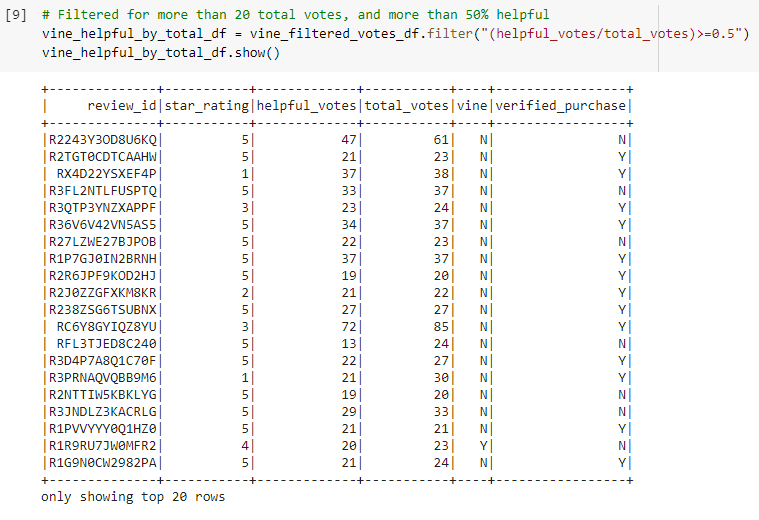 [9] # Filtered for more than 20 total votes, and more than 50% helpful
vine_helpful_by_total_df = vine_filtered_votes_df.filter("(helpful_votes/total_votes)>=0.5")
vine_helpful_by_total_df.show()
+--------------+-----------+-------------+-----------+----+-----------------+
|     review_id|star_rating|helpful_votes|total_votes|vine|verified_purchase|
+--------------+-----------+-------------+-----------+----+-----------------+
|R2243Y3OD8U6KQ|          5|           47|         61|   N|                N|
|R2TGT0CDTCAAHW|          5|           21|         23|   N|                Y|
| RX4D22YSXEF4P|          1|           37|         38|   N|                Y|
|R3FL2NTLFUSPTQ|          5|           33|         37|   N|                N|
|R3QTP3YNZXAPPF|          3|           23|         24|   N|                Y|
|R36V6V42VN5AS5|          5|           34|         37|   N|                Y|
|R27LZWE27BJPOB|          5|           22|         23|   N|                N|
|R1P7GJ0IN2BRNH|          5|           37|         37|   N|                Y|
|R2R6JPF9KOD2HJ|          5|           19|         20|   N|                Y|
|R2J0ZZGFXKM8KR|          2|           21|         22|   N|                Y|
|R238ZSG6TSUBNX|          5|           27|         27|   N|                Y|
| RC6Y8GYIQZ8YU|          3|           72|         85|   N|                Y|
| RFL3TJED8C240|          5|           13|         24|   N|                N|
|R3D4P7A8Q1C70F|          5|           22|         27|   N|                Y|
|R3PRNAQVQBB9M6|          1|           21|         30|   N|                Y|
|R2NTTIW5KBKLYG|          5|           19|         20|   N|                N|
|R3JNDLZ3KACRLG|          5|           29|         33|   N|                N|
|R1PVVYYY0Q1HZ0|          5|           21|         21|   N|                Y|
|R1R9RU7JW0MFR2|          4|           20|         23|   Y|                N|
|R1G9N0CW2982PA|          5|           21|         24|   N|                Y|
+--------------+-----------+-------------+-----------+----+-----------------+
only showing top 20 rows